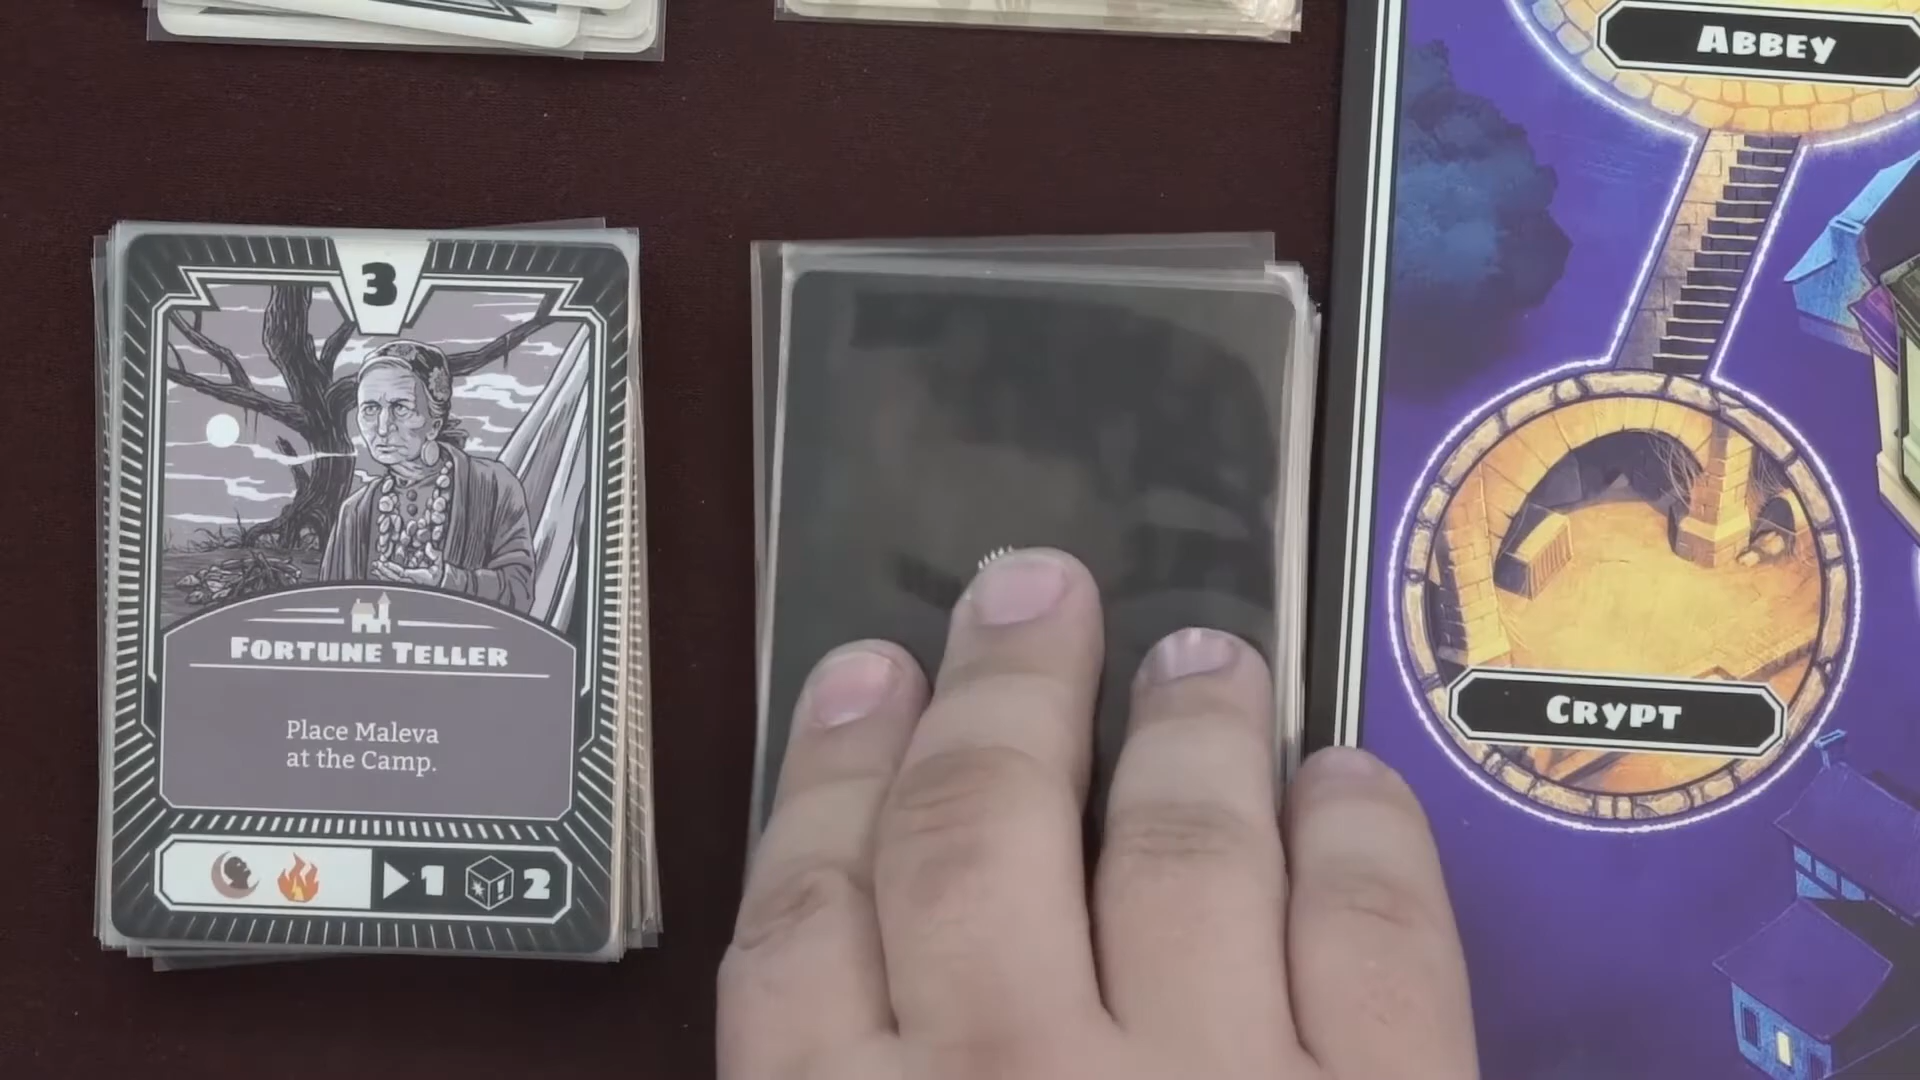 ABBEY
3
FORTUNE TELLER
Place Maleva
at the Camp.
1 ! 2
CRYPT